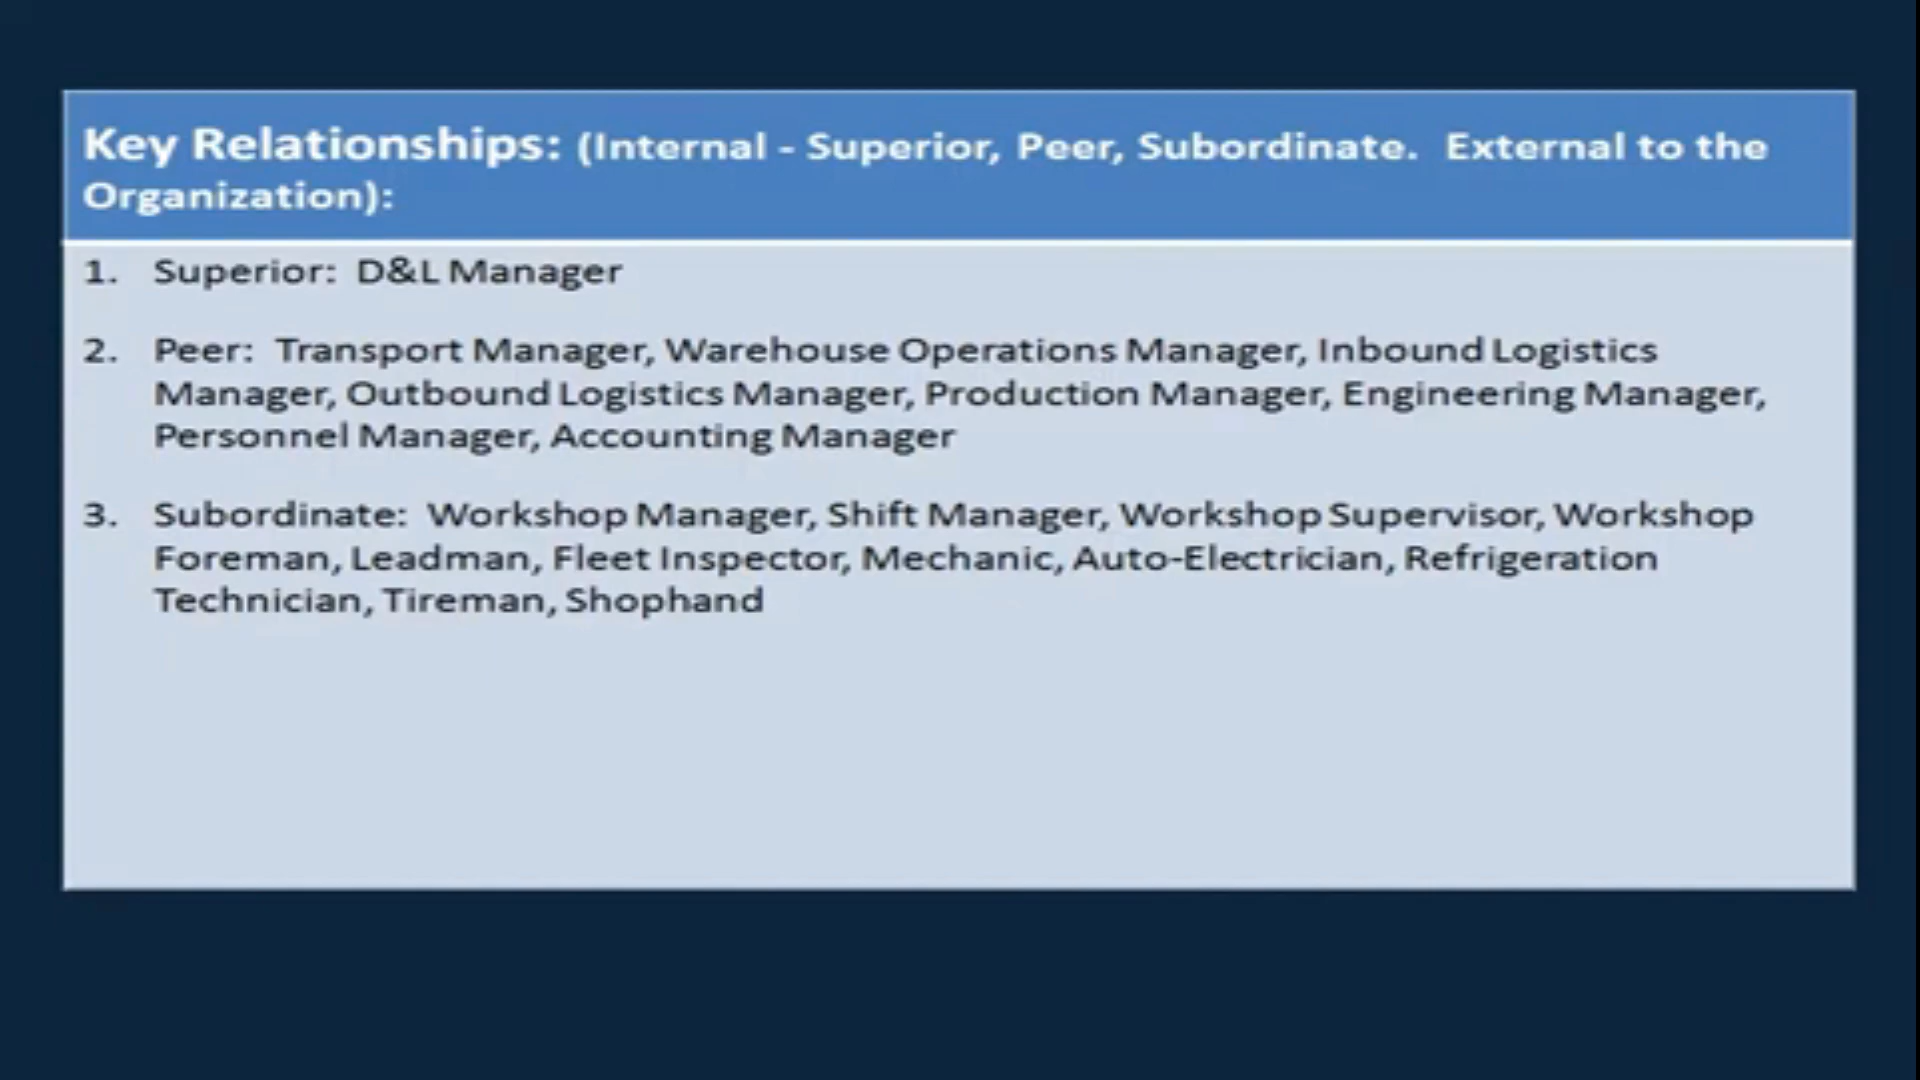 Key Relationships: (Internal - Superior, Peer, Subordinate. External to the
Organization):
1. Superior: D&L Manager
2. Peer: Transport Manager, Warehouse Operations Manager, Inbound Logistics
Manager, Outbound Logistics Manager, Production Manager, Engineering Manager,
Personnel Manager, Accounting Manager
3. Subordinate: Workshop Manager, Shift Manager, Workshop Supervisor, Workshop
Foreman, Leadman, Fleet Inspector, Mechanic, Auto-Electrician, Refrigeration
Technician, Tireman, Shophand